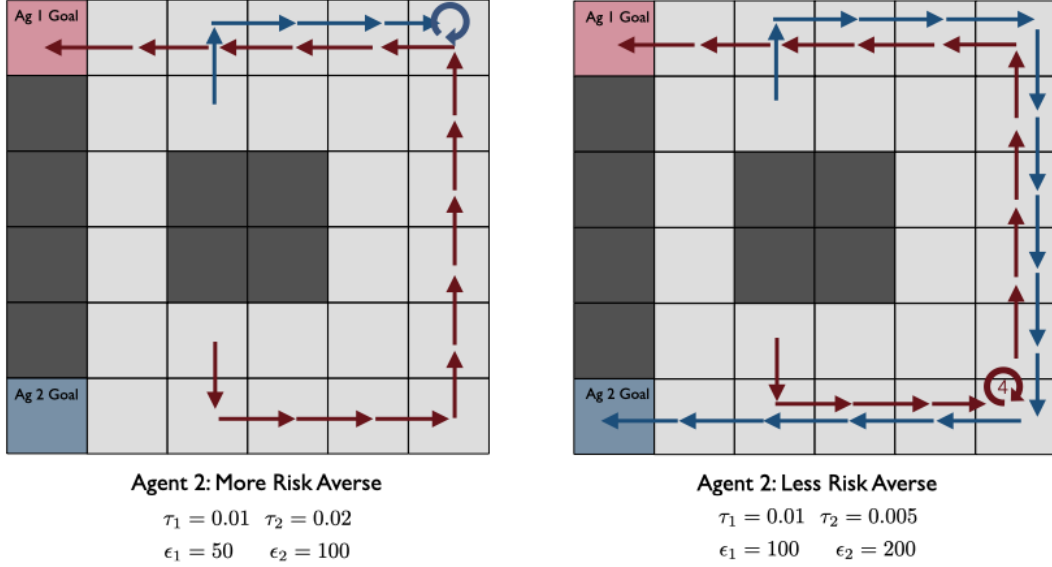 Ag 1 Goal
Ag 2 Goal
Agent 2: More Risk Averse
τ₁ = 0.01 τ₂ = 0.02
ϵ₁ = 50 ϵ₂ = 100
Ag 1 Goal
4
Ag 2 Goal
Agent 2: Less Risk Averse
τ₁ = 0.01 τ₂ = 0.005
ϵ₁ = 100 ϵ₂ = 200